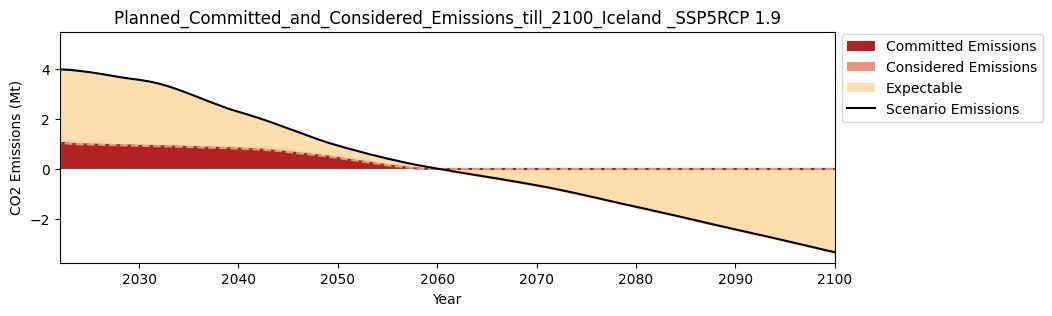 Planned_Committed_and_Considered_Emissions_till_2100_Iceland _SSP5RCP 1.9
CO2 Emissions (Mt)
4
2
0
−2
2030 2040 2050 2060 2070 2080 2090 2100
Year
Committed Emissions
Considered Emissions
Expectable
Scenario Emissions